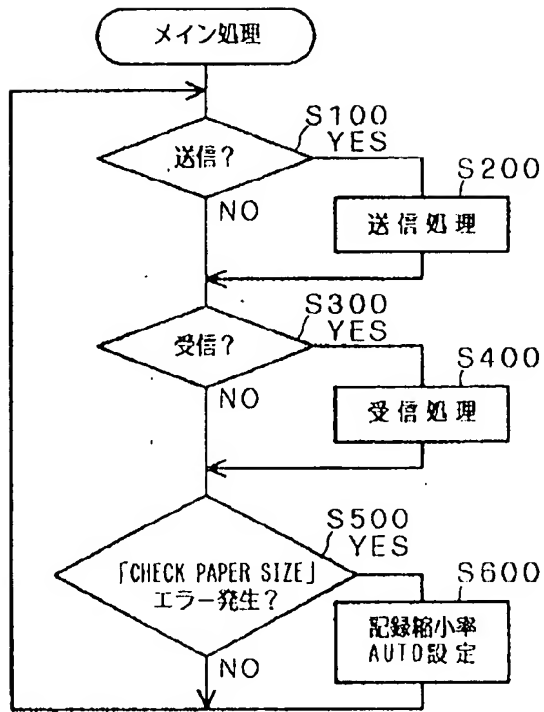 メイン処理
S100
送信?
YES
S200
送信処理
NO
S300
受信?
YES
S400
受信処理
NO
S500
YES
「CHECK PAPER SIZE」
エラー発生?
S600
記録縮小率
AUTO設定
NO